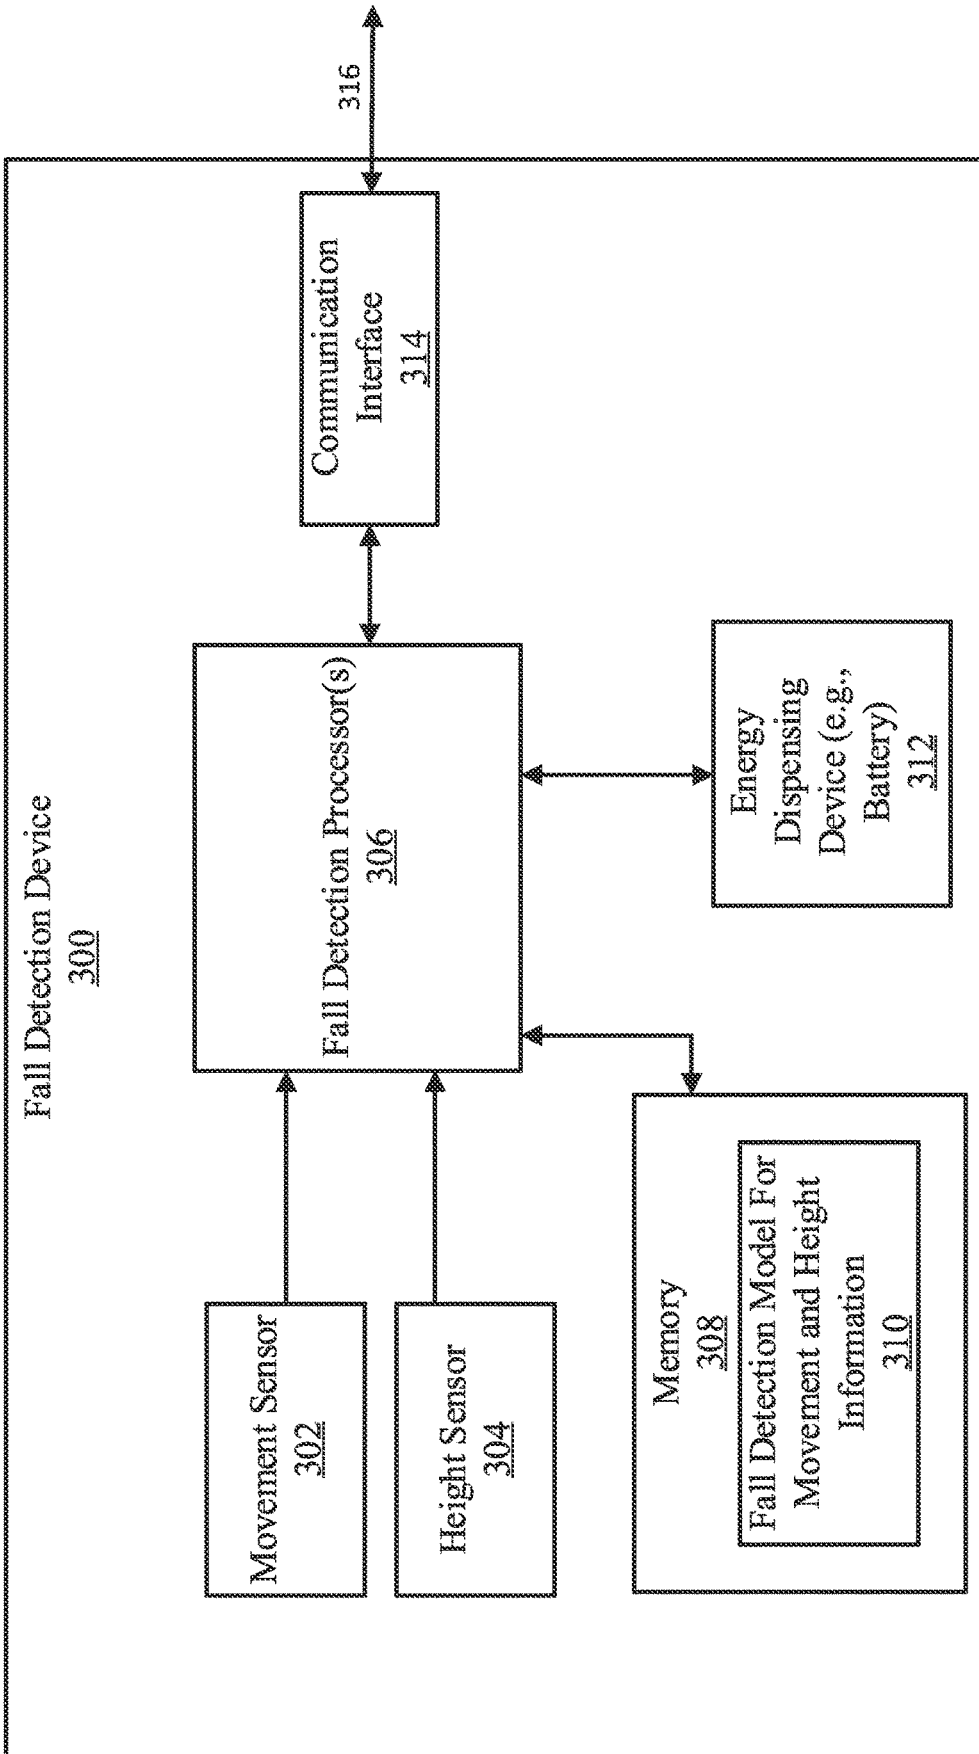 Fall Detection Device
300
Movement Sensor
302
Height Sensor
304
Fall Detection Processor(s)
306
Communication
Interface
314
316
Memory
308
Fall Detection Model For
Movement and Height
Information
310
Energy
Dispensing
Device (e.g.,
Battery)
312